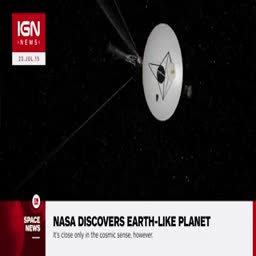 IGN
NEWS
23.JUL.15
SPACE
NEWS
NASA DISCOVERS EARTH-LIKE PLANET
It's close only in the cosmic sense, however.